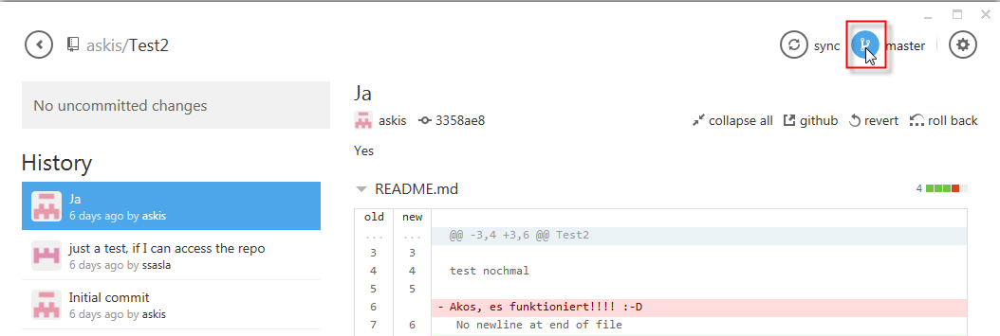 askis/Test2
sync
master
No uncommitted changes
Ja
askis 3358ae8
collapse all github revert roll back
Yes
History
Ja
6 days ago by askis
just a test, if I can access the repo
6 days ago by ssasla
Initial commit
6 days ago by askis
README.md
4
old new
... ... @@ -3,4 +3,6 @@ Test2
3 3
4 4 test nochmal
5 5
6 - Akos, es funktioniert!!!! :-D
7 6 No newline at end of file